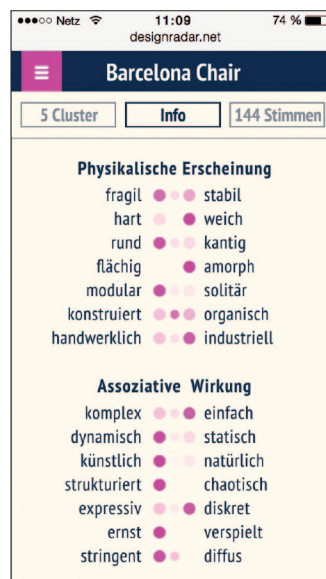 Netz 11:09 74 %
designradar.net
Barcelona Chair
5 Cluster Info 144 Stimmen
Physikalische Erscheinung
fragil stabil
hart weich
rund kantig
flächig amorph
modular solitär
konstruiert organisch
handwerklich industriell
Assoziative Wirkung
komplex einfach
dynamisch statisch
künstlich natürlich
strukturiert chaotisch
expressiv diskret
ernst verspielt
stringent diffus